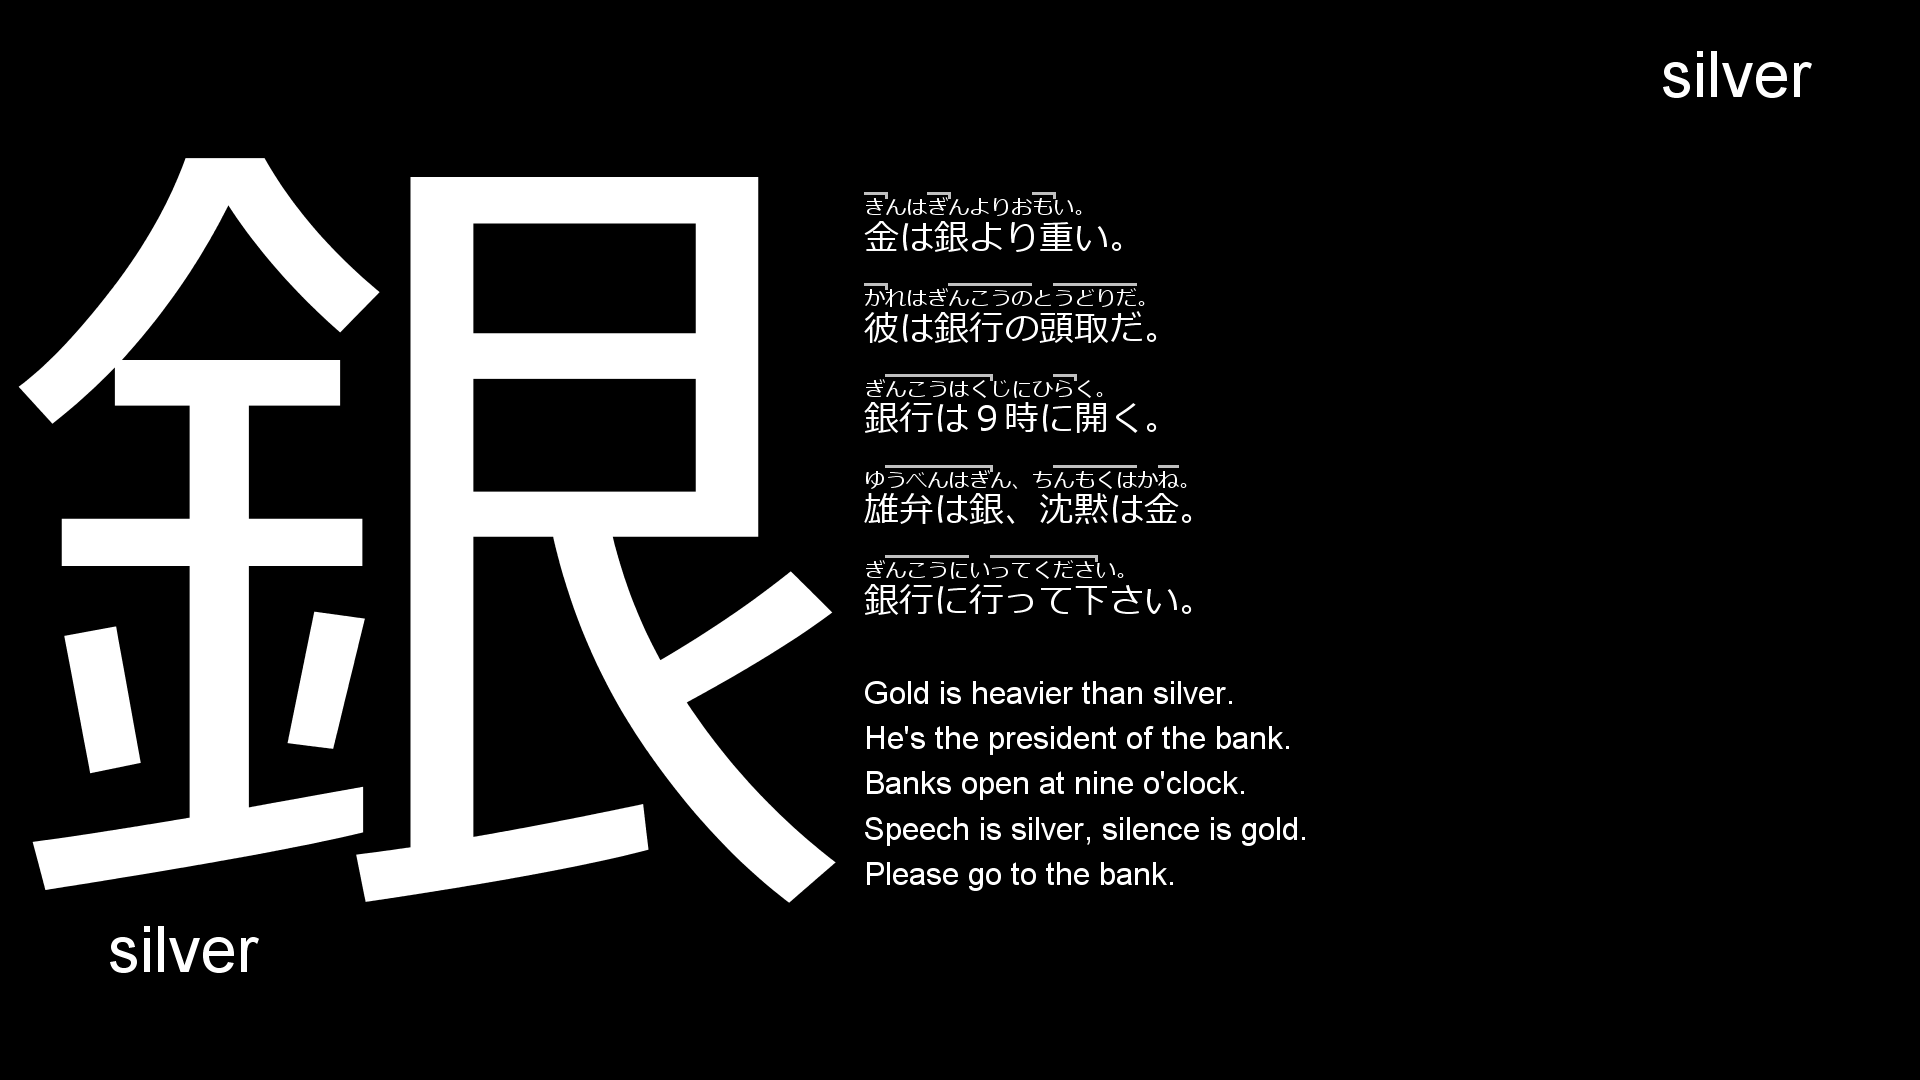 silver
銀
きんはぎんよりおもい。
金は銀より重い。
かれはぎんこうのとうどりだ。
彼は銀行の頭取だ。
ぎんこうはくじにひらく。
銀行は９時に開く。
ゆうべんはぎん、ちんもくはかね。
雄弁は銀、沈黙は金。
ぎんこうにいってください。
銀行に行って下さい。
Gold is heavier than silver.
He's the president of the bank.
Banks open at nine o'clock.
Speech is silver, silence is gold.
Please go to the bank.
silver